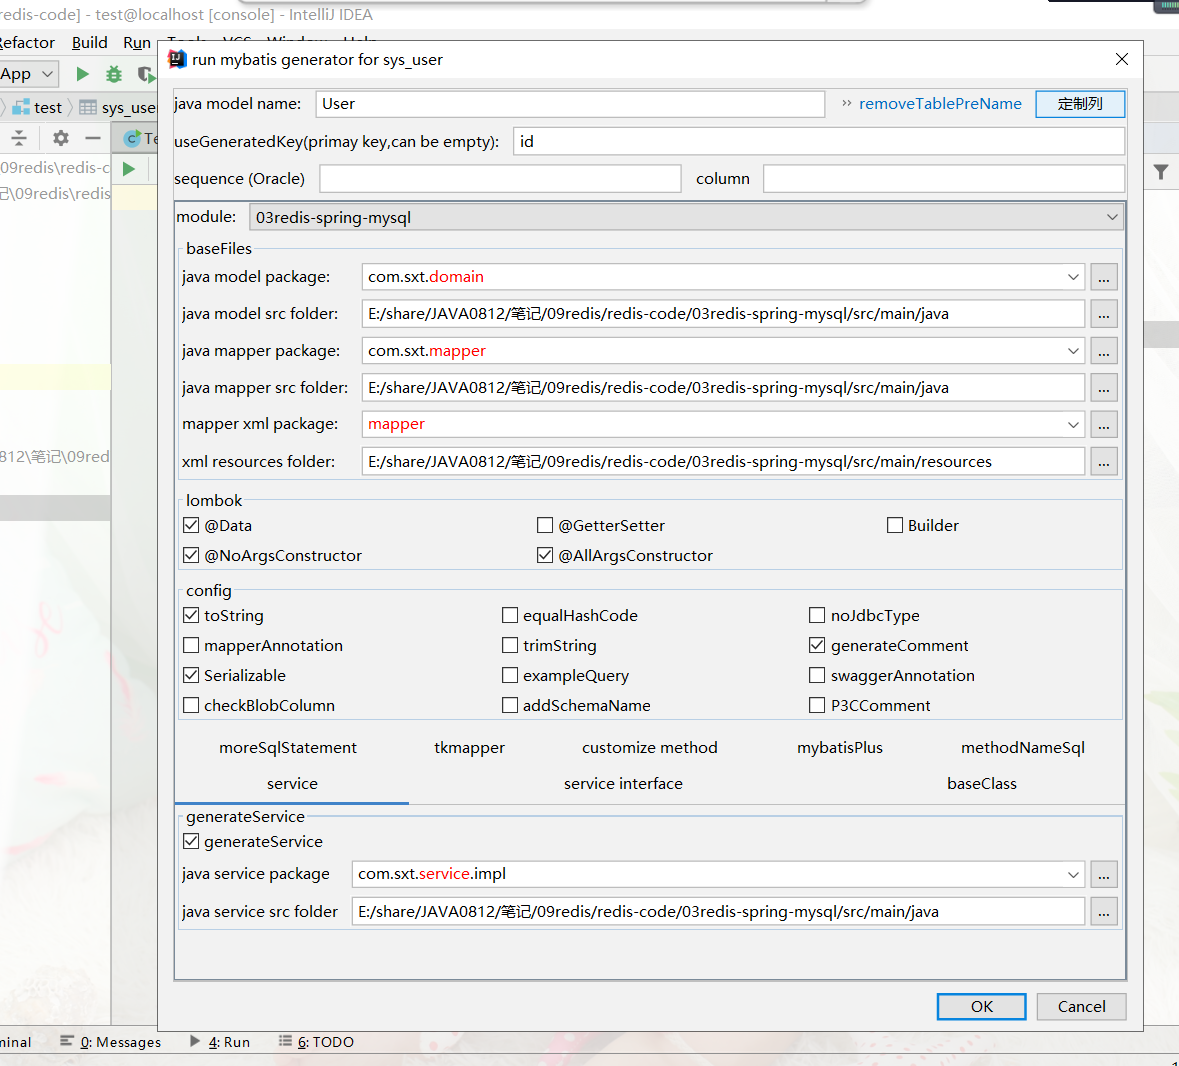 redis-code] - test@localhost [console] - IntelliJ IDEA
Refactor Build Run Tools VCS Window Help
run mybatis generator for sys_user
App
java model name: User removeTablePreName 定制列
test sys_use
useGeneratedKey(primay key,can be empty): id
09redis\redis-c
sequence (Oracle) column
记\09redis\redis
module: 03redis-spring-mysql
baseFiles
java model package: com.sxt.domain ...
java model src folder: E:/share/JAVA0812/笔记/09redis/redis-code/03redis-spring-mysql/src/main/java ...
java mapper package: com.sxt.mapper ...
java mapper src folder: E:/share/JAVA0812/笔记/09redis/redis-code/03redis-spring-mysql/src/main/java ...
mapper xml package: mapper ...
812\笔记\09red
xml resources folder: E:/share/JAVA0812/笔记/09redis/redis-code/03redis-spring-mysql/src/main/resources ...
lombok
@Data @GetterSetter Builder
@NoArgsConstructor @AllArgsConstructor
config
toString equalHashCode noJdbcType
mapperAnnotation trimString generateComment
Serializable exampleQuery swaggerAnnotation
checkBlobColumn addSchemaName P3CComment
moreSqlStatement tkmapper customize method mybatisPlus methodNameSql
service service interface baseClass
generateService
generateService
java service package com.sxt.service.impl ...
java service src folder E:/share/JAVA0812/笔记/09redis/redis-code/03redis-spring-mysql/src/main/java ...
OK Cancel
minal 0: Messages 4: Run 6: TODO